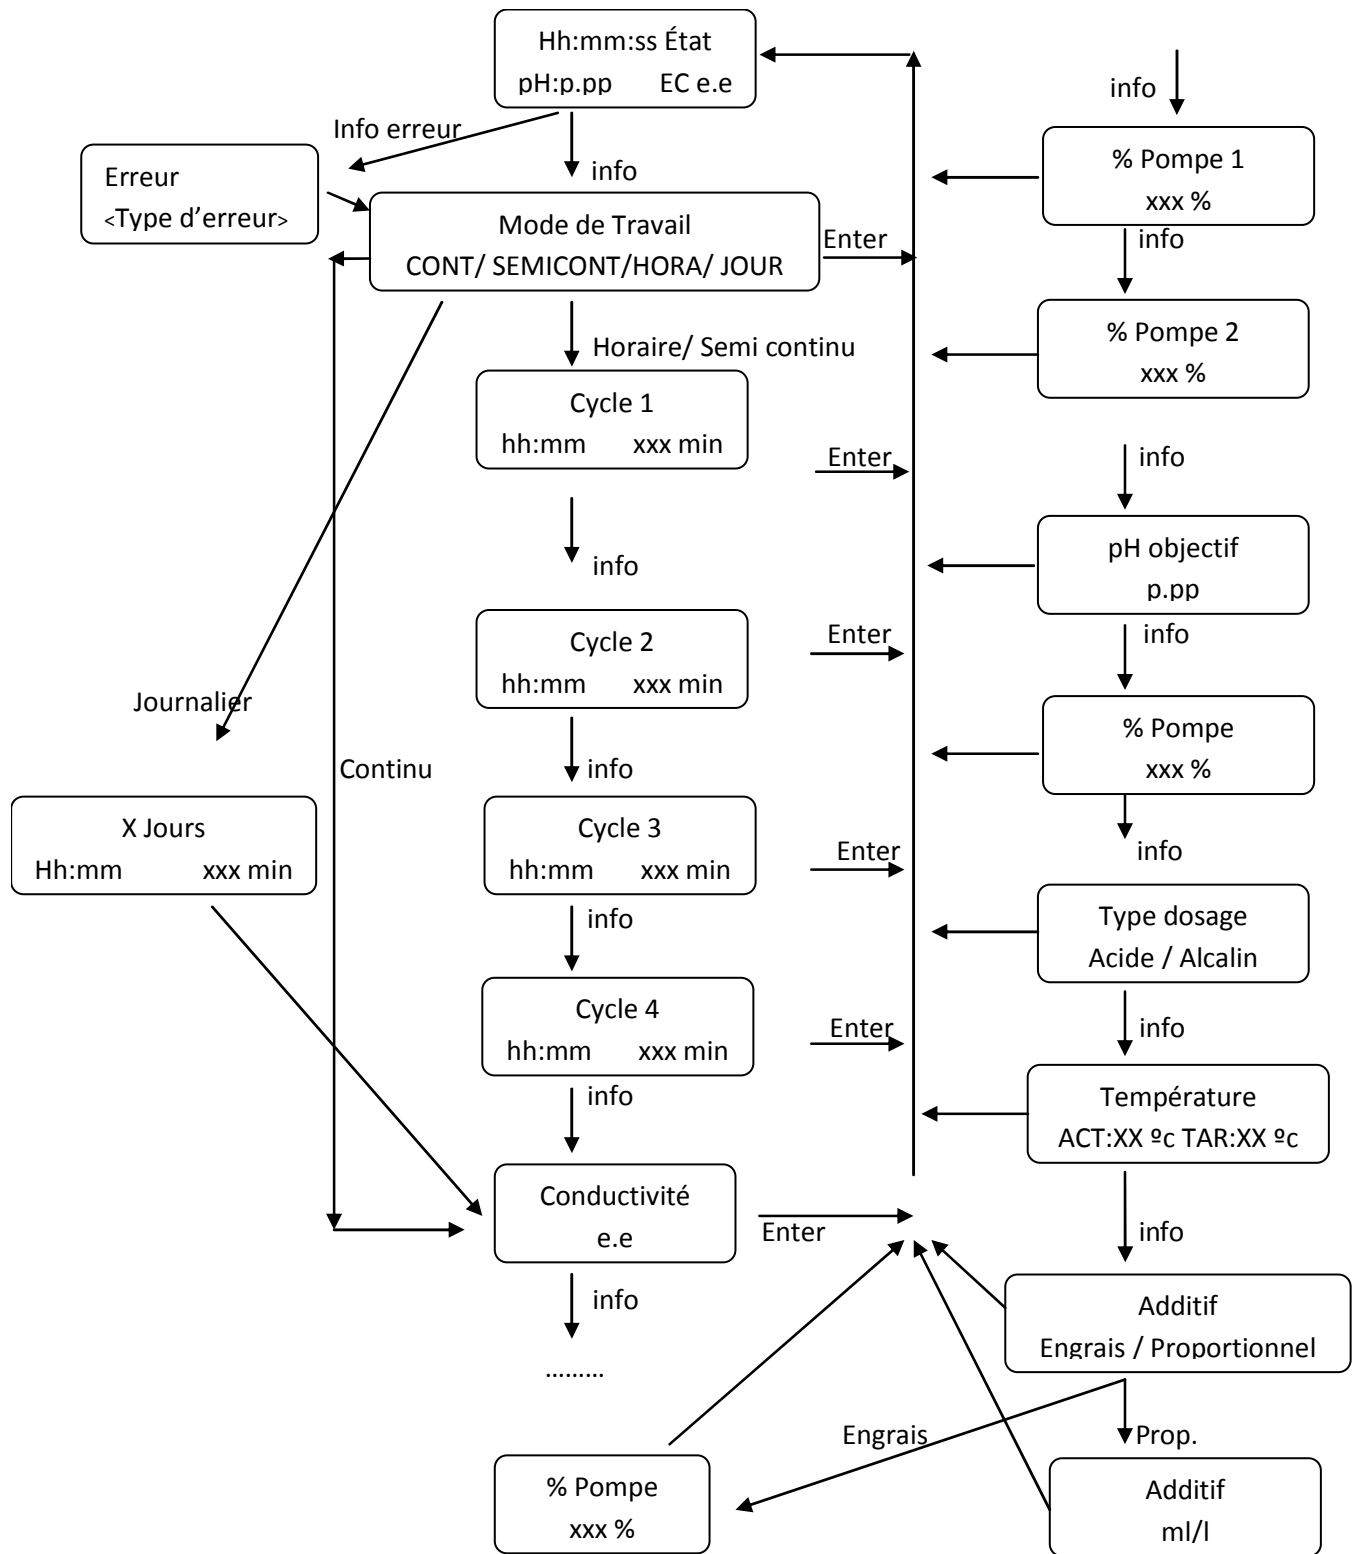 Hh:mm:ss État
pH:p.pp EC e.e
Info erreur
info
Erreur
<Type d'erreur>
Mode de Travail
CONT/ SEMICONT/HORA/ JOUR
Enter
Horaire/ Semi continu
Cycle 1
hh:mm xxx min
Enter
info
Cycle 2
hh:mm xxx min
Enter
Journalier
Continu
info
X Jours
Hh:mm xxx min
Cycle 3
hh:mm xxx min
Enter
info
Cycle 4
hh:mm xxx min
Enter
info
Conductivité
e.e
Enter
info
.........
% Pompe
xxx %
info
% Pompe 1
xxx %
info
% Pompe 2
xxx %
info
pH objectif
p.pp
info
% Pompe
xxx %
info
Type dosage
Acide / Alcalin
info
Température
ACT:XX ºc TAR:XX ºc
info
Additif
Engrais / Proportionnel
Engrais
Prop.
Additif
ml/l